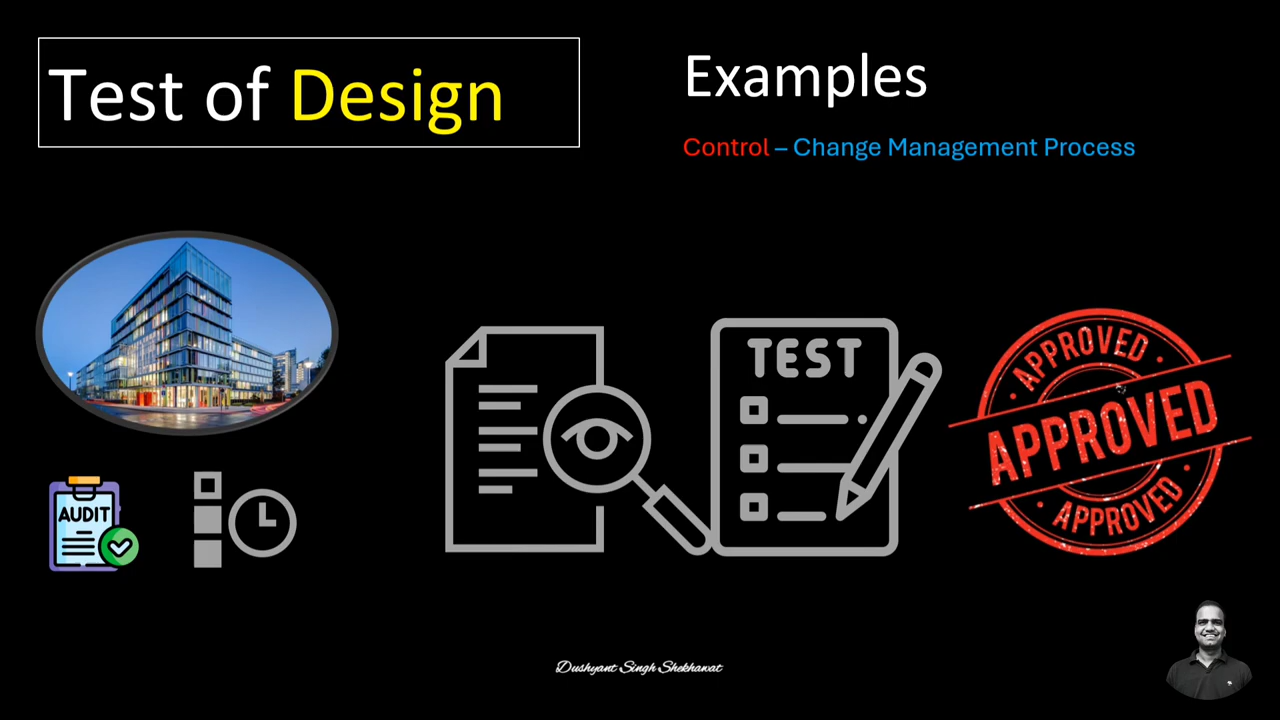 Test of Design
Examples
Control – Change Management Process
TEST
APPROVED
APPROVED
APPROVED
AUDIT
Dushyant Singh Shekhawat